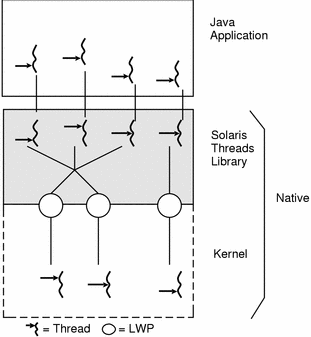 Java
Application
Solaris
Threads
Library
Native
Kernel
= Thread
= LWP